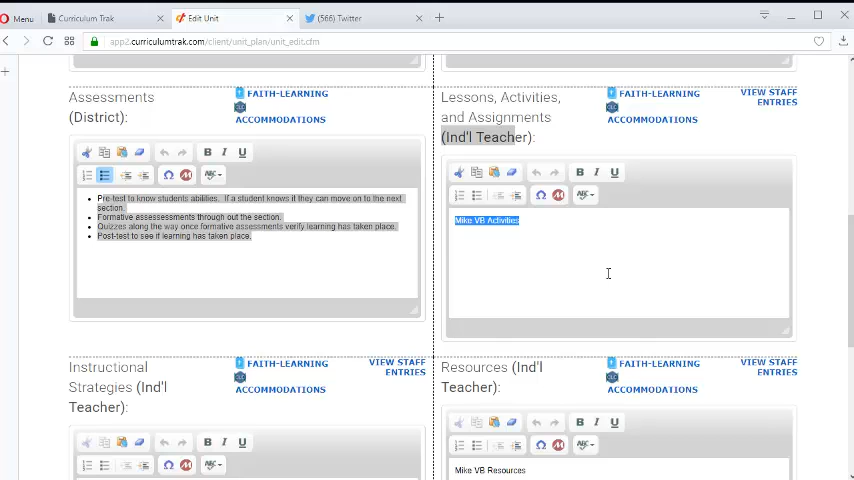 Menu
Curriculum Trak
Edit Unit
(566) Twitter
app2.curriculumtrak.com/client/unit_plan/unit_edit.cfm
Assessments
(District):
FAITH-LEARNING
ACCOMMODATIONS
Lessons, Activities,
and Assignments
(Ind'l Teacher):
FAITH-LEARNING
ACCOMMODATIONS
VIEW STAFF
ENTRIES
B I U
ABC
Pre-test to know students abilities. If a student knows it they can move on to the next
section.
Formative assessessments through out the section.
Quizzes along the way once formative assessments verify learning has taken place.
Post-test to see if learning has taken place.
B I U
ABC
Mike VB Activities
Instructional
Strategies (Ind'l
Teacher):
FAITH-LEARNING
ACCOMMODATIONS
VIEW STAFF
ENTRIES
Resources (Ind'l
Teacher):
FAITH-LEARNING
ACCOMMODATIONS
VIEW STAFF
ENTRIES
B I U
ABC
B I U
ABC
Mike VB Resources